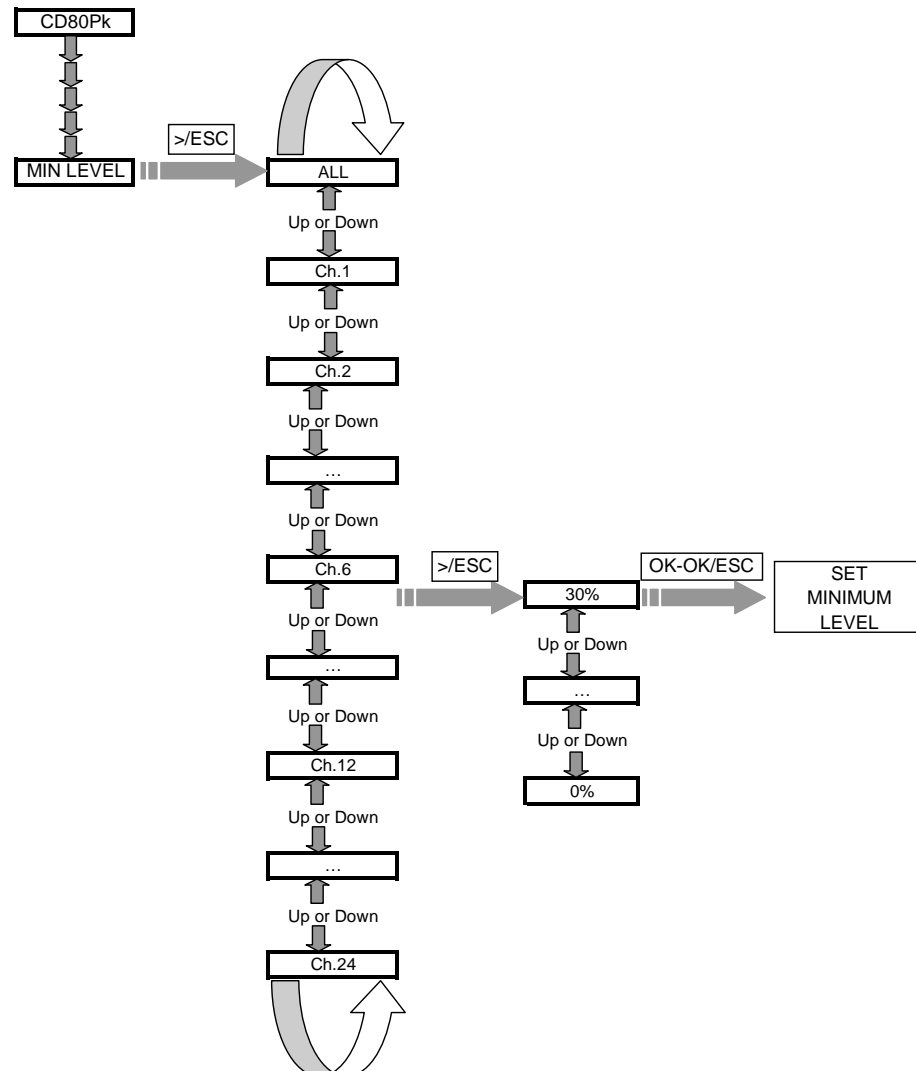 CD80Pk
>/ESC
MIN LEVEL
ALL
Up or Down
Ch.1
Up or Down
Ch.2
Up or Down
...
Up or Down
Ch.6
>/ESC
30%
OK-OK/ESC
SET
MINIMUM
LEVEL
Up or Down
...
Up or Down
0%
Up or Down
...
Up or Down
Ch.12
Up or Down
...
Up or Down
Ch.24